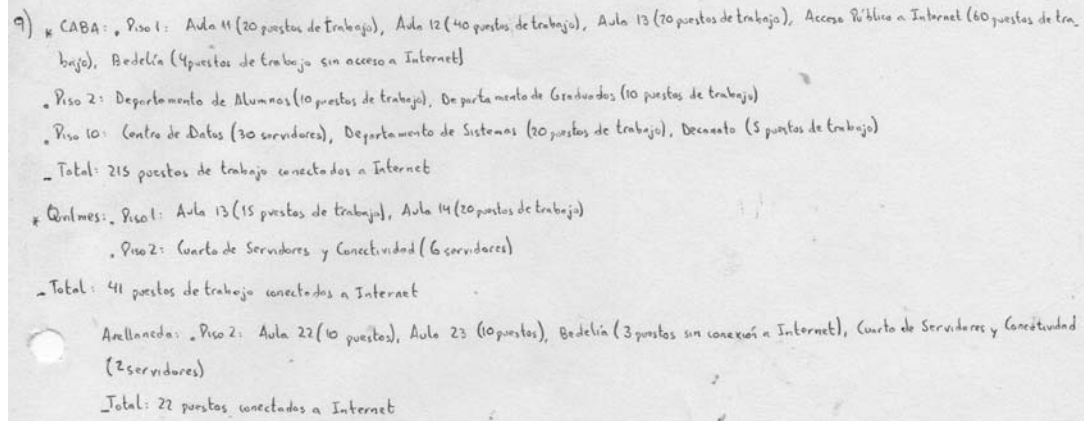 9) * CABA: . Piso 1: Aula 11 (20 puestos de trabajo), Aula 12 (40 puestos de trabajo), Aula 13 (20 puestos de trabajo), Acceso Público a Internet (60 puestos de tra_
bajo), Bedelía (4 puestos de trabajo sin acceso a Internet)
. Piso 2: Departamento de Alumnos (10 puestos de trabajo), Departamento de Graduados (10 puestos de trabajo)
. Piso 10: Centro de Datos (30 servidores), Departamento de Sistemas (20 puestos de trabajo), Decanato (5 puestos de trabajo)
_ Total: 215 puestos de trabajo conectados a Internet
* Quilmes: . Piso 1: Aula 13 (15 puestos de trabajo), Aula 14 (20 puestos de trabajo)
. Piso 2: Cuarto de Servidores y Conectividad (6 servidores)
_ Total: 41 puestos de trabajo conectados a Internet
Avellaneda: . Piso 2: Aula 22 (10 puestos), Aula 23 (10 puestos), Bedelía (3 puestos sin conexión a Internet), Cuarto de Servidores y Conectividad
(2 servidores)
_ Total: 22 puestos conectados a Internet